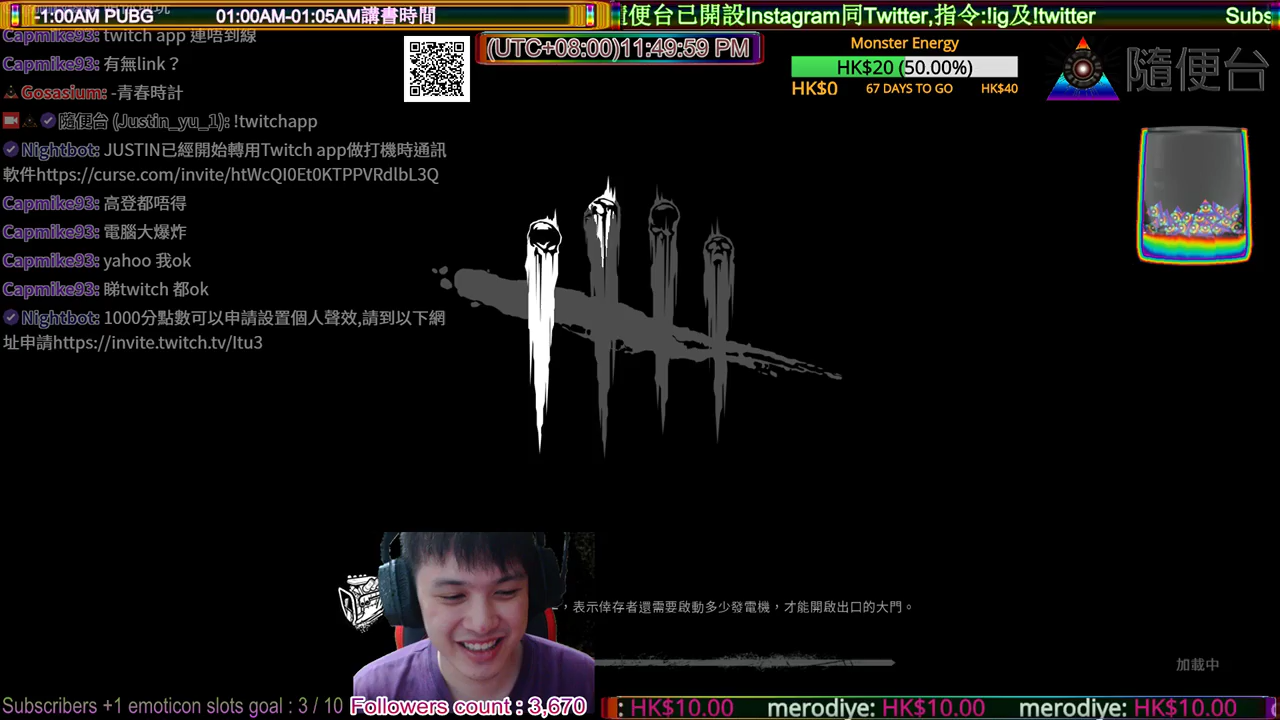 -1:00AM PUBG 01:00AM-01:05AM講書時間
便台已開設Instagram同Twitter,指令:!ig及!twitter Subs
Capmike93: twitch app 連唔到線
(UTC+08:00)11:49:59 PM
Monster Energy
HK$20 (50.00%)
HK$0 67 DAYS TO GO HK$40
隨便台
Capmike93: 有無link？
Gosasium: -青春時計
隨便台 (Justin_yu_1): !twitchapp
Nightbot: JUSTIN已經開始轉用Twitch app做打機時通訊
軟件https://curse.com/invite/htWcQI0Et0KTPPVRdlbL3Q
Capmike93: 高登都唔得
Capmike93: 電腦大爆炸
Capmike93: yahoo 我ok
Capmike93: 睇twitch 都ok
Nightbot: 1000分點數可以申請設置個人聲效,請到以下網
址申請https://invite.twitch.tv/Itu3
，表示倖存者還需要啟動多少發電機，才能開啟出口的大門。
加載中
Subscribers +1 emoticon slots goal : 3 / 10 Followers count : 3,670
: HK$10.00 merodiye: HK$10.00 merodiye: HK$10.00